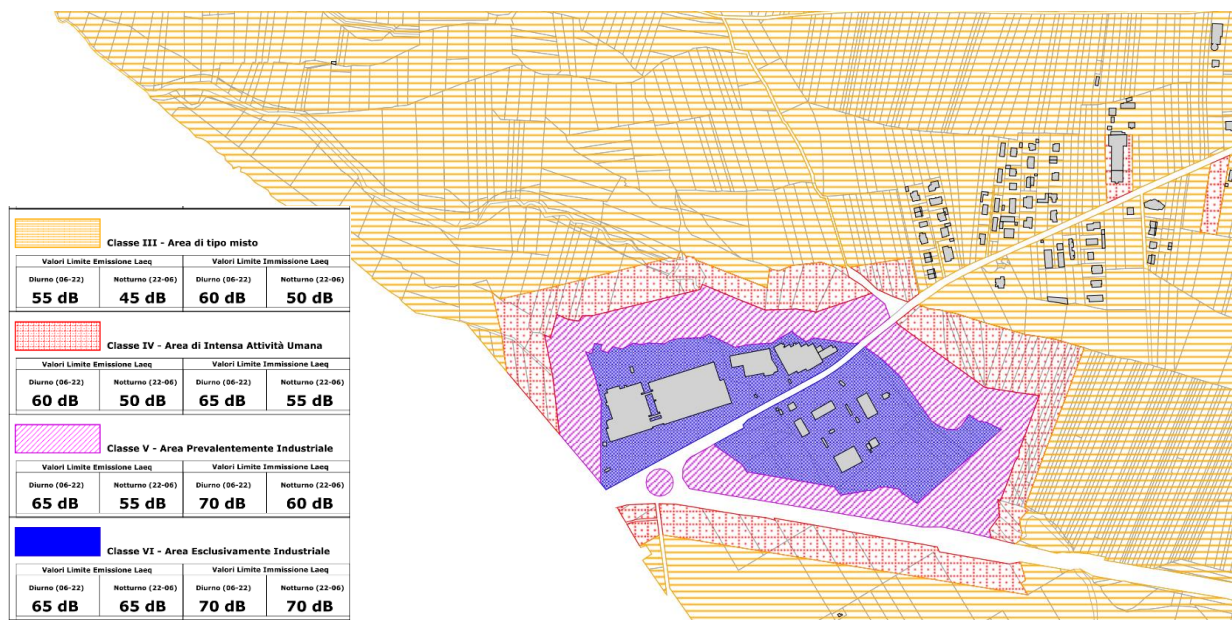 Classe III - Area di tipo misto
Valori Limite Emissione Laeq Valori Limite Immissione Laeq
Diurno (06-22) Notturno (22-06) Diurno (06-22) Notturno (22-06)
55 dB 45 dB 60 dB 50 dB
Classe IV - Area di Intensa Attività Umana
Valori Limite Emissione Laeq Valori Limite Immissione Laeq
Diurno (06-22) Notturno (22-06) Diurno (06-22) Notturno (22-06)
60 dB 50 dB 65 dB 55 dB
Classe V - Area Prevalentemente Industriale
Valori Limite Emissione Laeq Valori Limite Immissione Laeq
Diurno (06-22) Notturno (22-06) Diurno (06-22) Notturno (22-06)
65 dB 55 dB 70 dB 60 dB
Classe VI - Area Esclusivamente Industriale
Valori Limite Emissione Laeq Valori Limite Immissione Laeq
Diurno (06-22) Notturno (22-06) Diurno (06-22) Notturno (22-06)
65 dB 65 dB 70 dB 70 dB